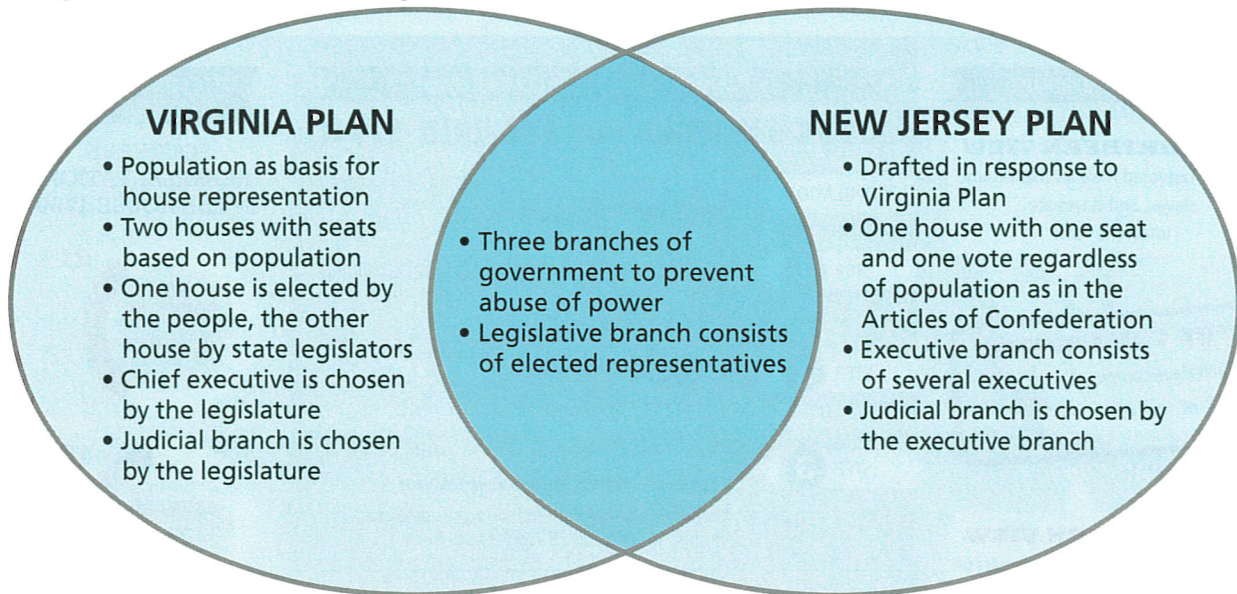 VIRGINIA PLAN
• Population as basis for
house representation
• Two houses with seats
based on population
• One house is elected by
the people, the other
house by state legislators
• Chief executive is chosen
by the legislature
• Judicial branch is chosen
by the legislature
• Three branches of
government to prevent
abuse of power
• Legislative branch consists
of elected representatives
NEW JERSEY PLAN
• Drafted in response to
Virginia Plan
• One house with one seat
and one vote regardless
of population as in the
Articles of Confederation
• Executive branch consists
of several executives
• Judicial branch is chosen by
the executive branch